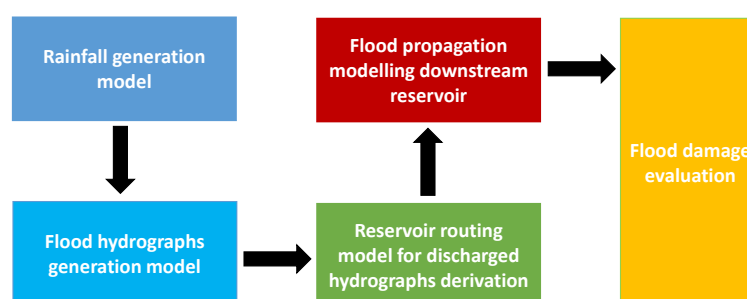 Rainfall generation
model
Flood hydrographs
generation model
Reservoir routing
model for discharged
hydrographs derivation
Flood propagation
modelling downstream
reservoir
Flood damage
evaluation